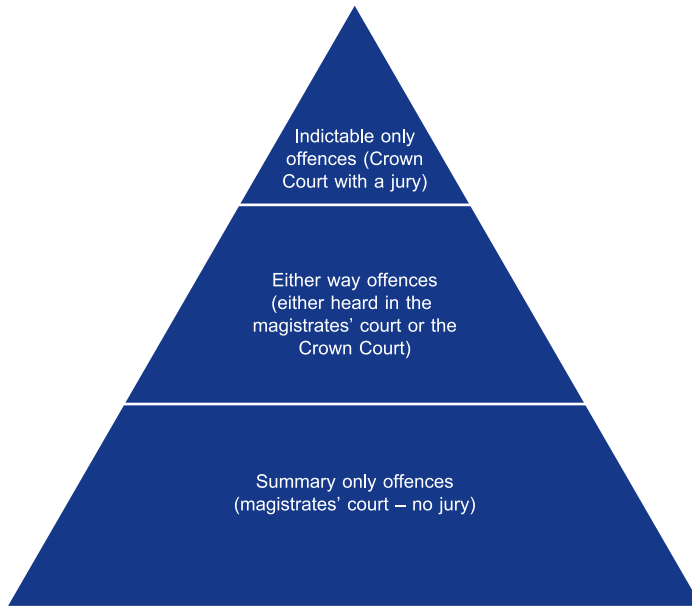 Indictable only
offences (Crown
Court with a jury)
Either way offences
(either heard in the
magistrates’ court or the
Crown Court)
Summary only offences
(magistrates’ court – no jury)